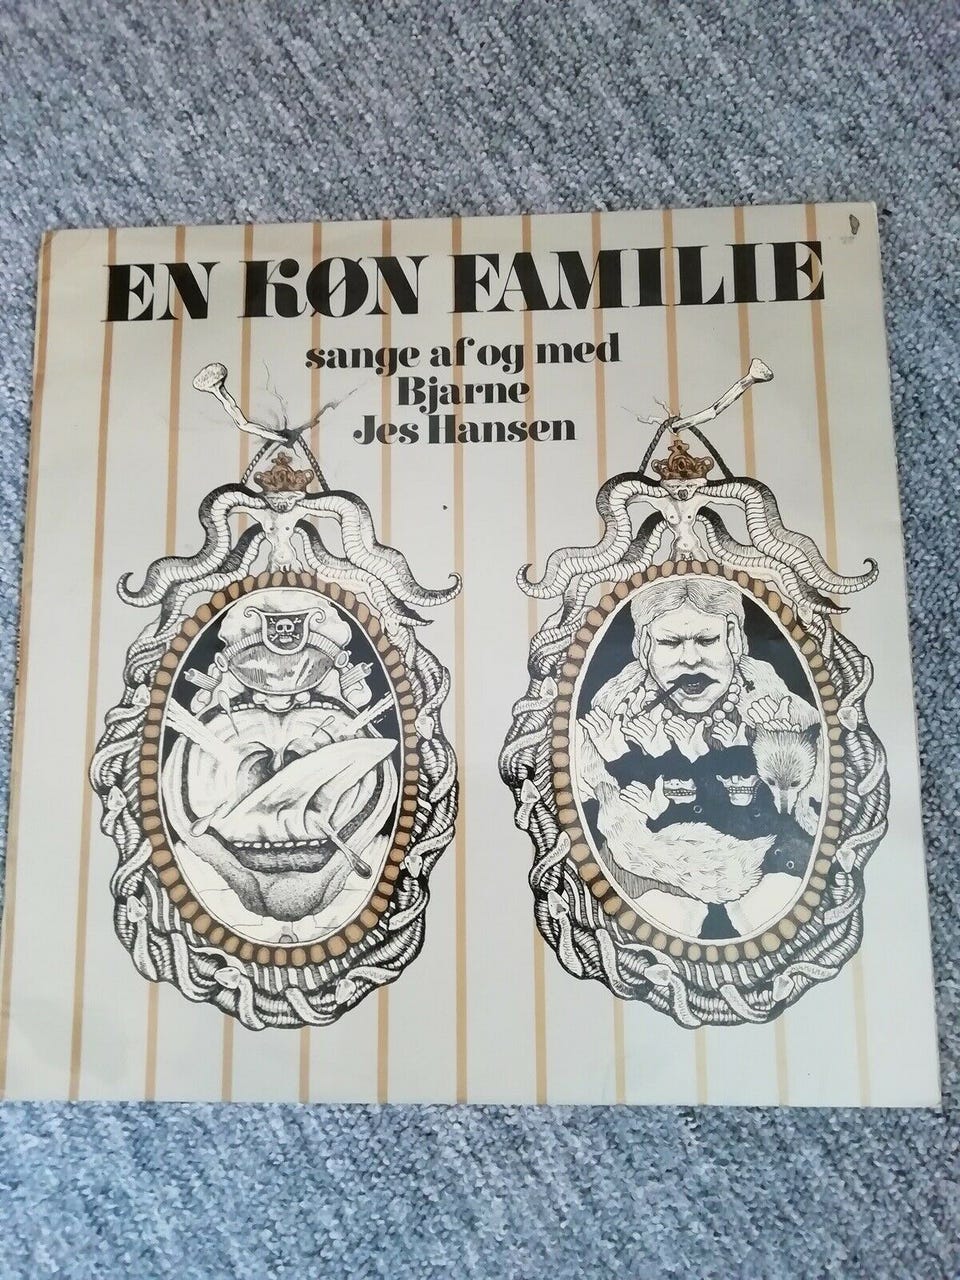 EN KØN FAMILIE
sange af og med
Bjarne
Jes Hansen